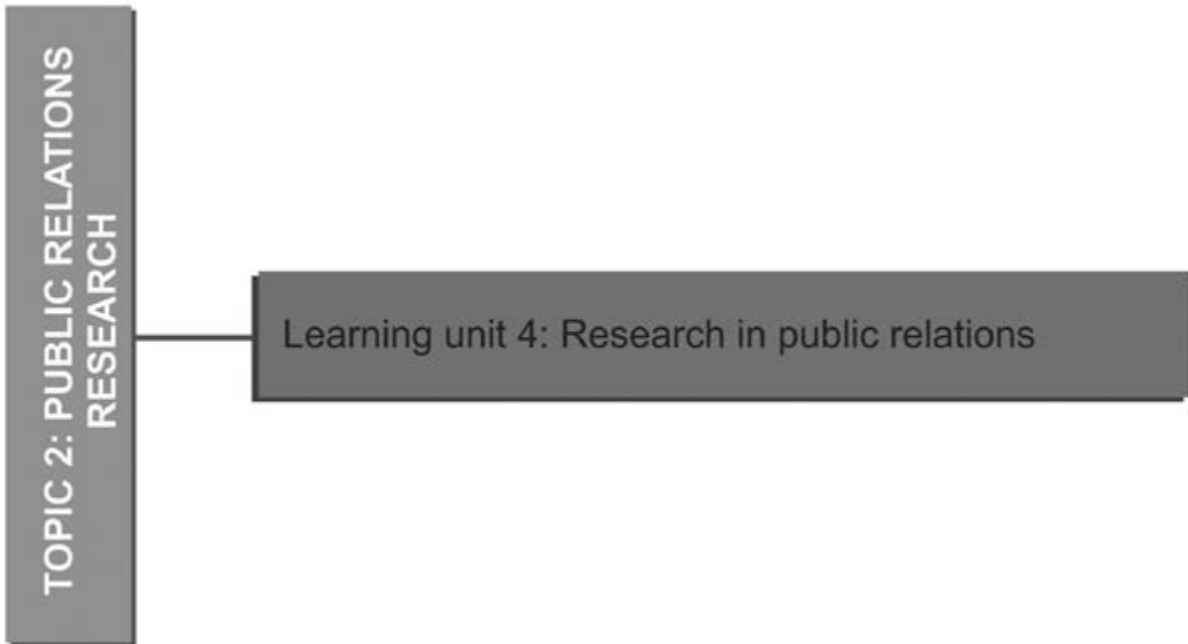 TOPIC 2: PUBLIC RELATIONS
RESEARCH
Learning unit 4: Research in public relations